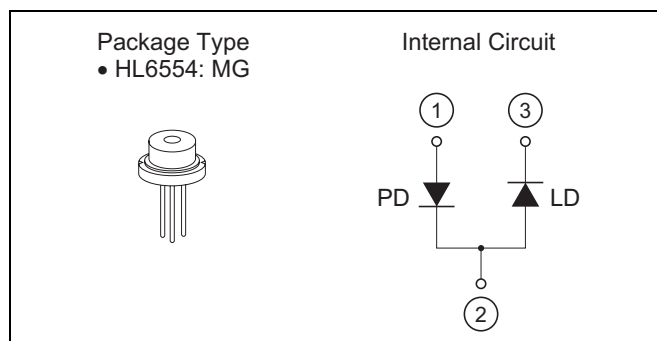 Package Type
• HL6554: MG
Internal Circuit
1
3
PD
LD
2